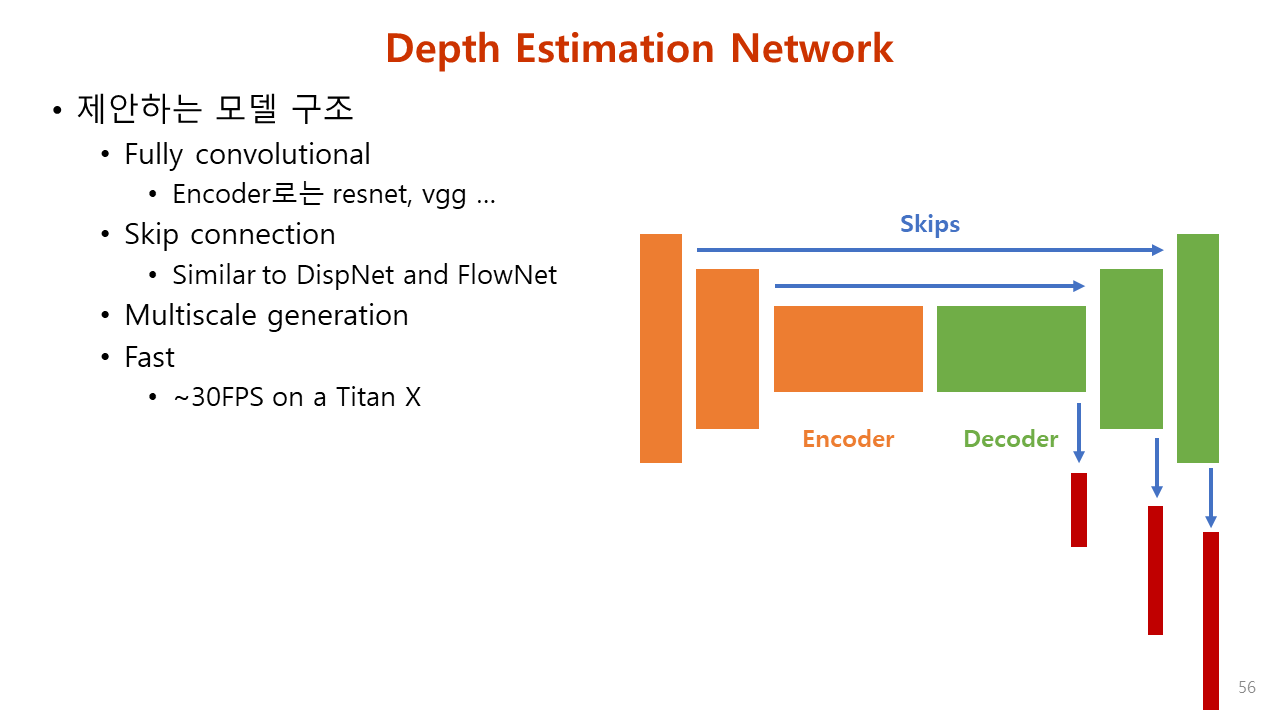 Depth Estimation Network
• 제안하는 모델 구조
• Fully convolutional
• Encoder로는 resnet, vgg ...
• Skip connection
• Similar to DispNet and FlowNet
• Multiscale generation
• Fast
• ~30FPS on a Titan X
Skips
Encoder
Decoder
56